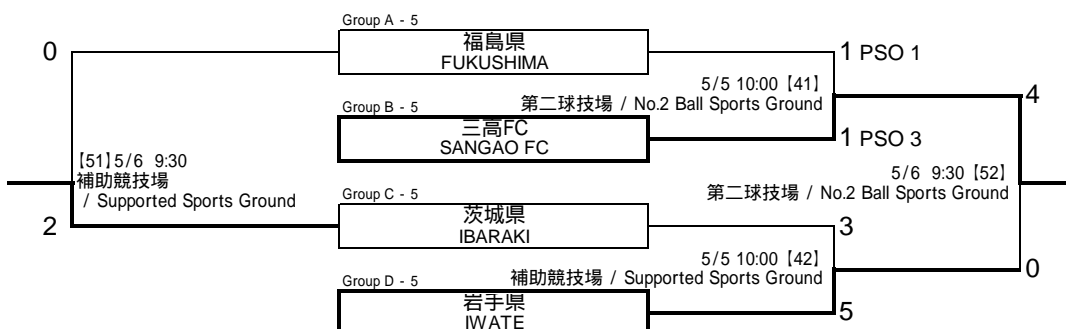 Group A - 5
0
福島県
FUKUSHIMA
1 PSO 1
5/5 10:00【41】
第二球技場 / No.2 Ball Sports Ground
4
Group B - 5
三高FC
SANGAO FC
1 PSO 3
【51】5/6 9:30
補助競技場
/ Supported Sports Ground
5/6 9:30【52】
第二球技場 / No.2 Ball Sports Ground
Group C - 5
2
茨城県
IBARAKI
3
5/5 10:00【42】
補助競技場 / Supported Sports Ground
0
Group D - 5
岩手県
IWATE
5